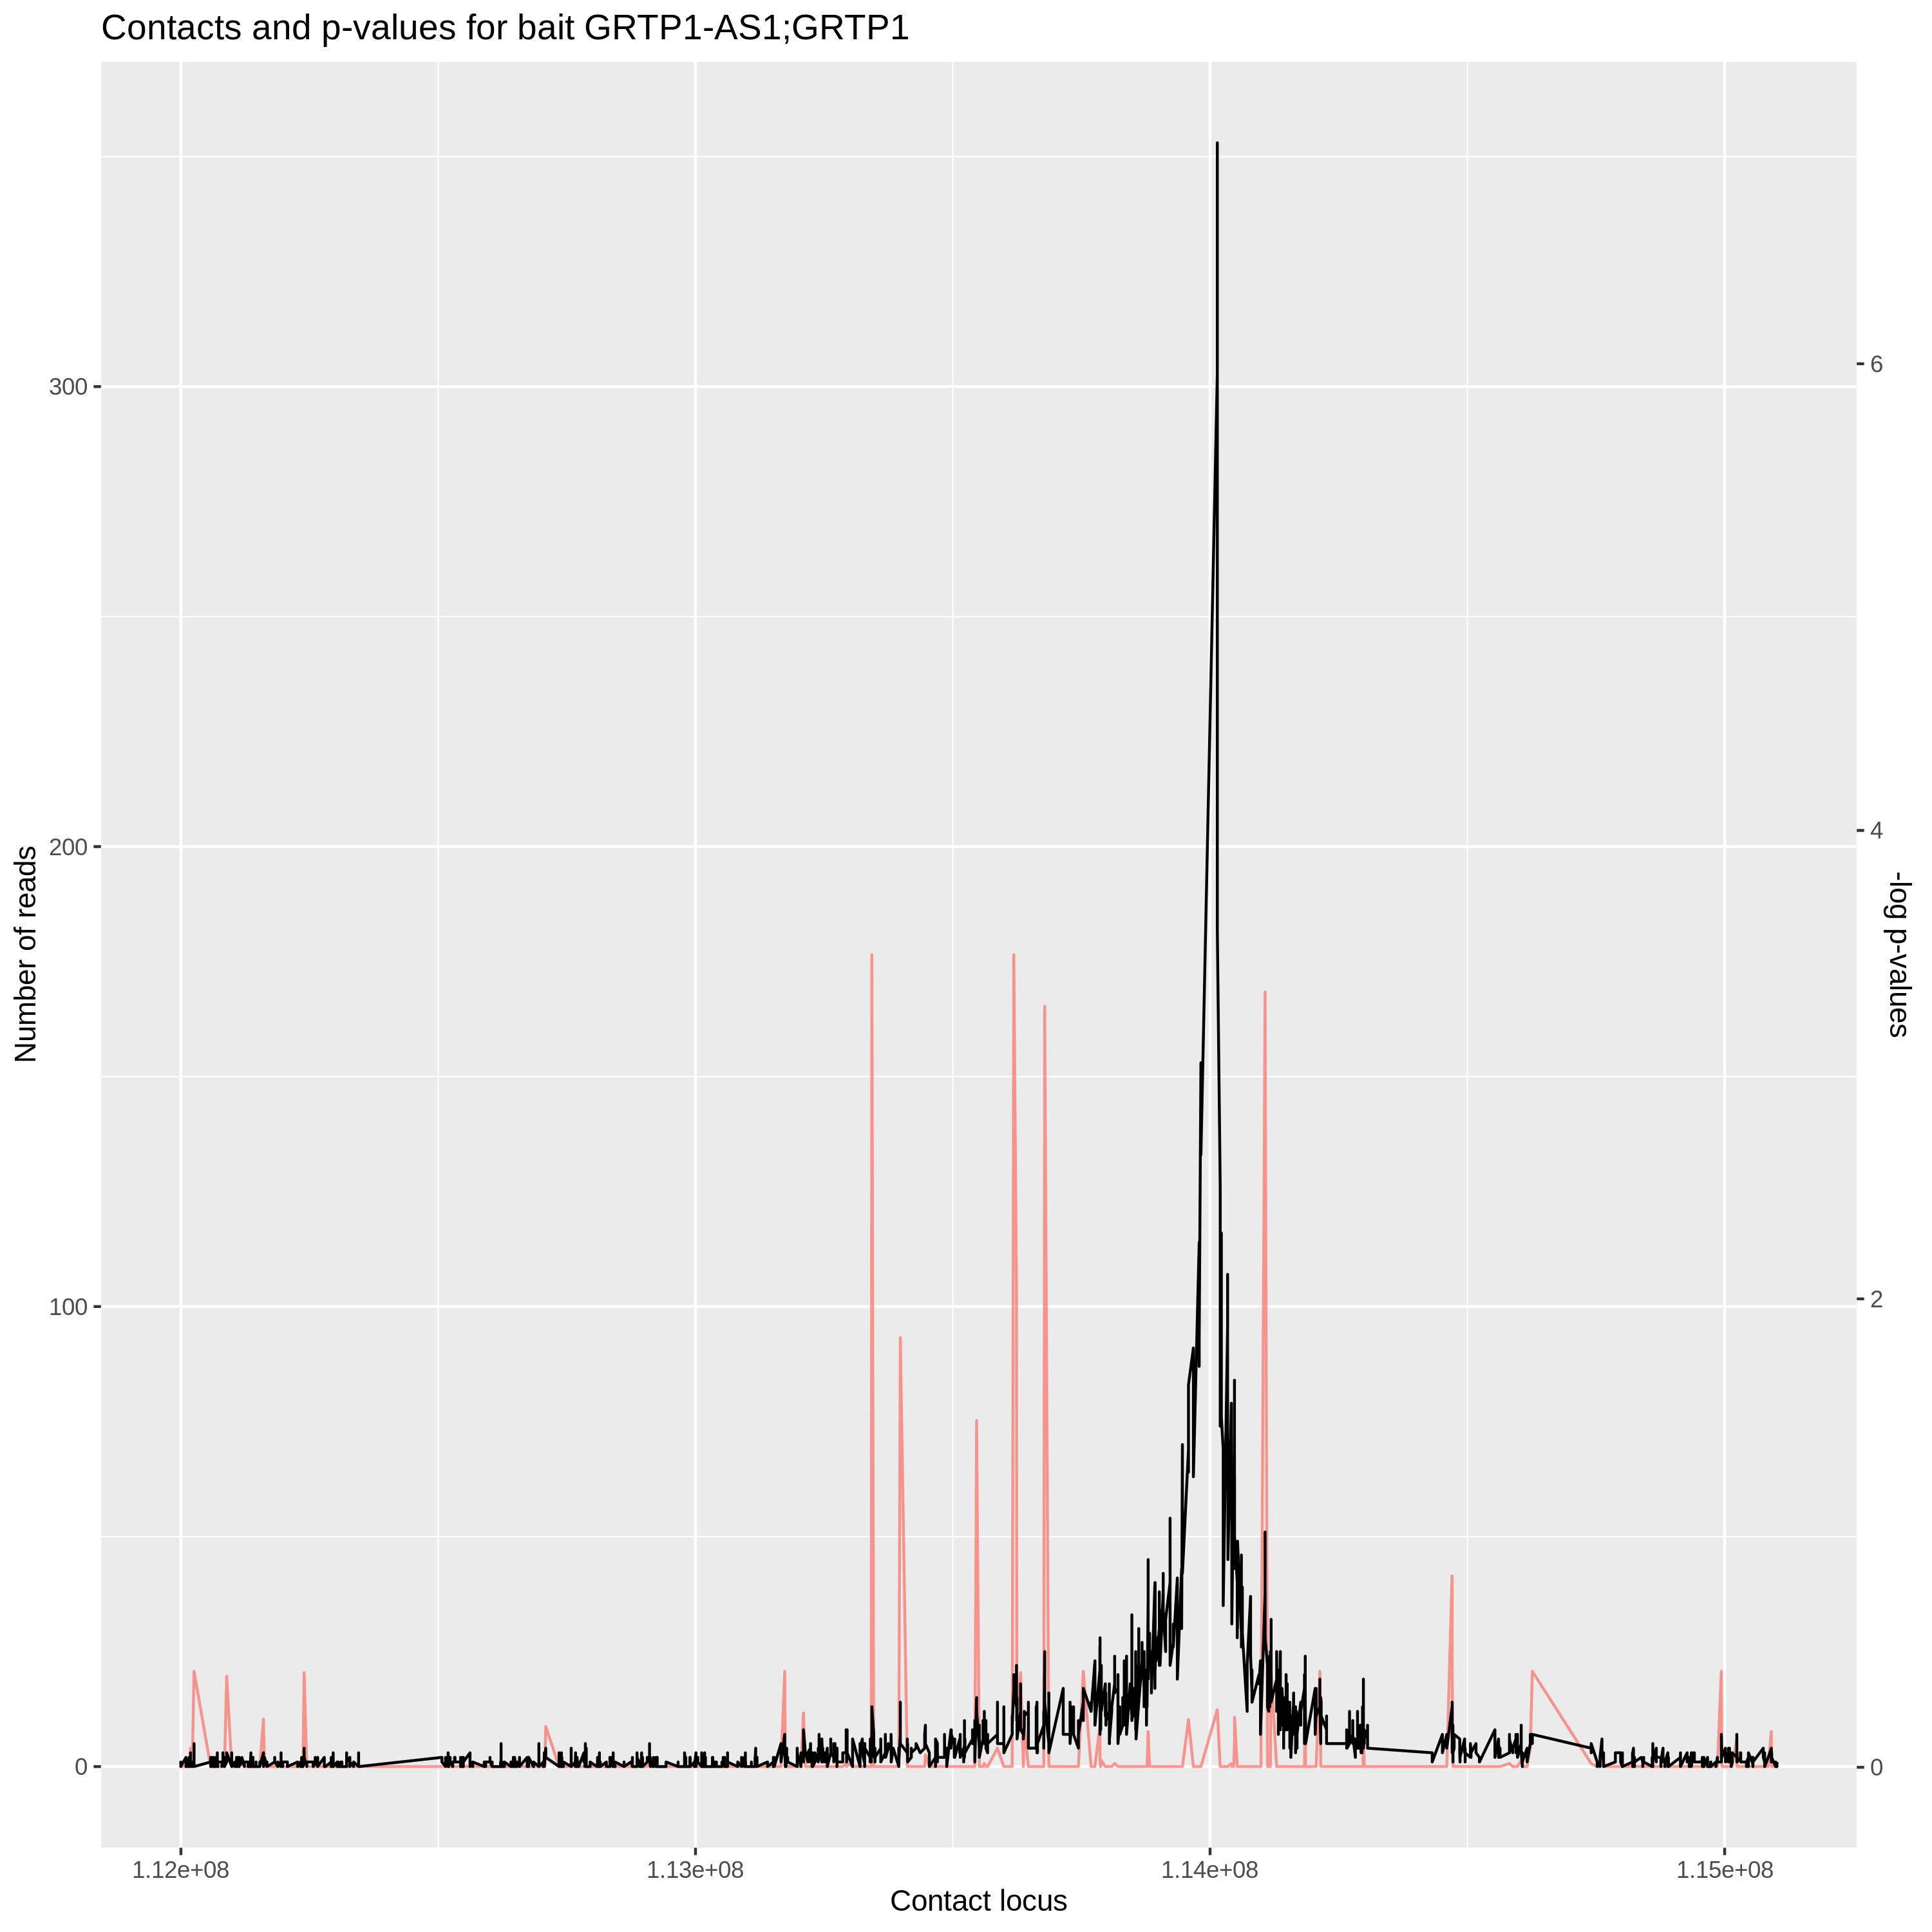 Contacts and p-values for bait GRTP1-AS1;GRTP1
300
200
100
0
Number of reads
6
4
2
0
-log p-values
1.12e+08 1.13e+08 1.14e+08 1.15e+08
Contact locus